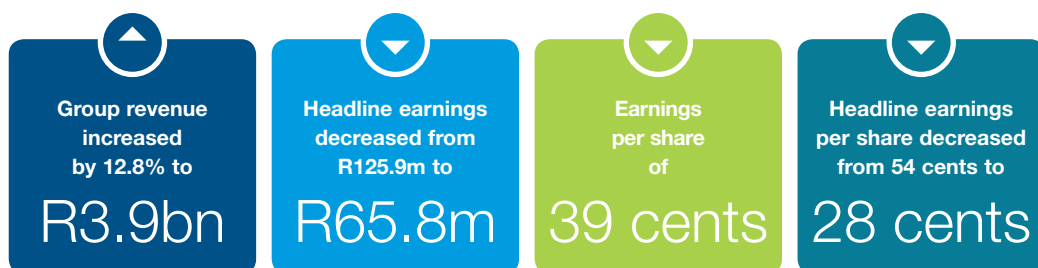 Group revenue
increased
by 12.8% to
R3.9bn
Headline earnings
decreased from
R125.9m to
R65.8m
Earnings
per share
of
39 cents
Headline earnings
per share decreased
from 54 cents to
28 cents